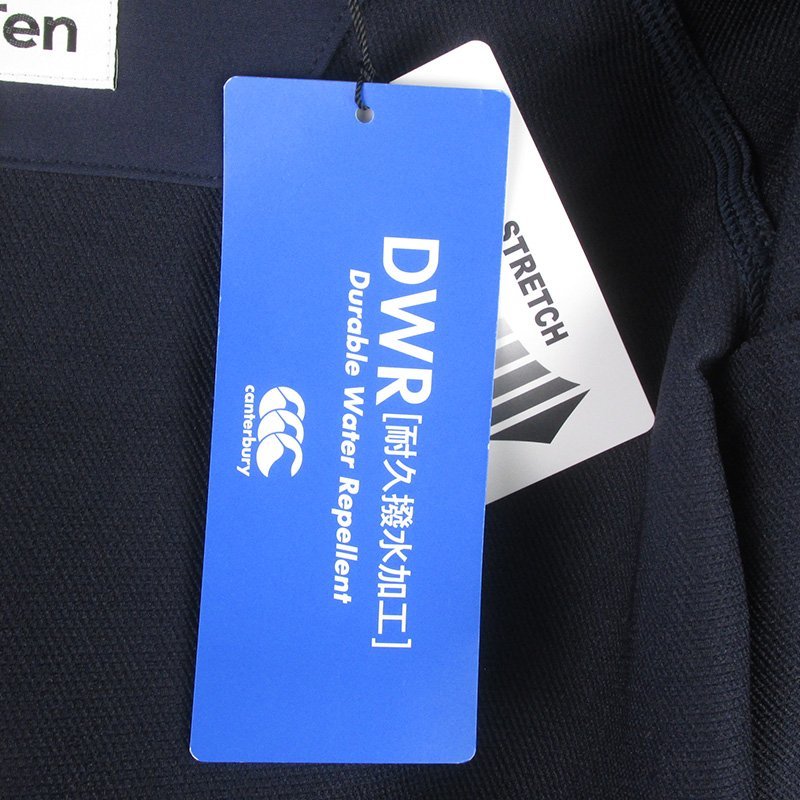 Ten
DWR[耐久撥水加工]
Durable Water Repellent
canterbury
STRETCH